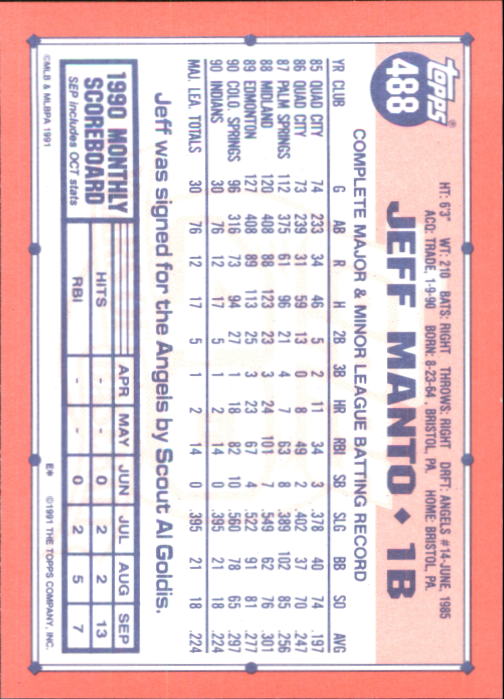 TOPPS®
488
HT: 6'3" WT: 210 BATS: RIGHT THROWS: RIGHT DRFT: ANGELS #14-JUNE, 1985
ACQ: TRADE, 1-9-90 BORN: 8-23-64, BRISTOL, PA. HOME: BRISTOL, PA.
JEFF MANTO ♦ 1B
COMPLETE MAJOR & MINOR LEAGUE BATTING RECORD
YR CLUB G AB R H 2B 3B HR RBI SB SLG BB SO AVG
85 QUAD CITY 74 233 34 46 5 2 11 34 3 .378 40 74 .197
86 QUAD CITY 73 239 31 59 13 0 8 49 2 .402 37 70 .247
87 PALM SPRINGS 112 375 61 96 21 4 7 63 8 .389 102 85 .256
88 MIDLAND 120 408 88 123 23 3 24 101 7 .549 62 76 .301
89 EDMONTON 127 408 89 113 25 3 23 67 4 .522 91 81 .277
90 COLO. SPRINGS 96 316 73 94 27 1 18 82 10 .560 78 65 .297
90 INDIANS 30 76 12 17 5 1 2 14 0 .395 21 18 .224
MAJ. LEA. TOTALS 30 76 12 17 5 1 2 14 0 .395 21 18 .224
Jeff was signed for the Angels by Scout Al Goldis.
1990 MONTHLY
SCOREBOARD
SEP includes OCT stats
APR MAY JUN JUL AUG SEP
HITS - - 0 2 2 13
RBI - - 0 2 5 7
©MLB & MLBPA 1991 E* ©1991 THE TOPPS COMPANY, INC.